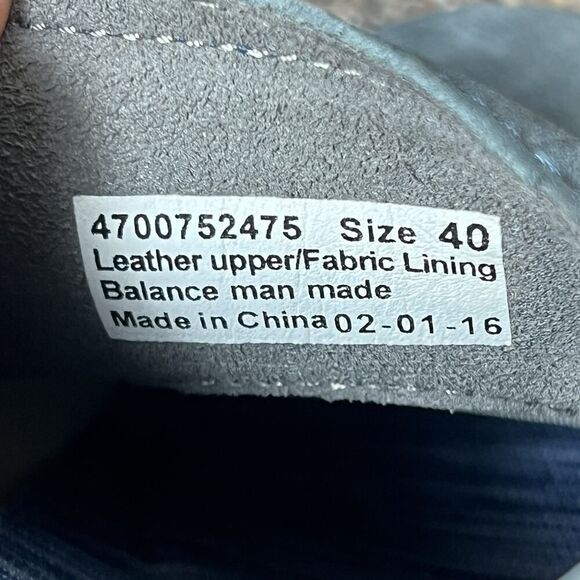 4700752475 Size 40
Leather upper/Fabric Lining
Balance man made
Made in China 02-01-16